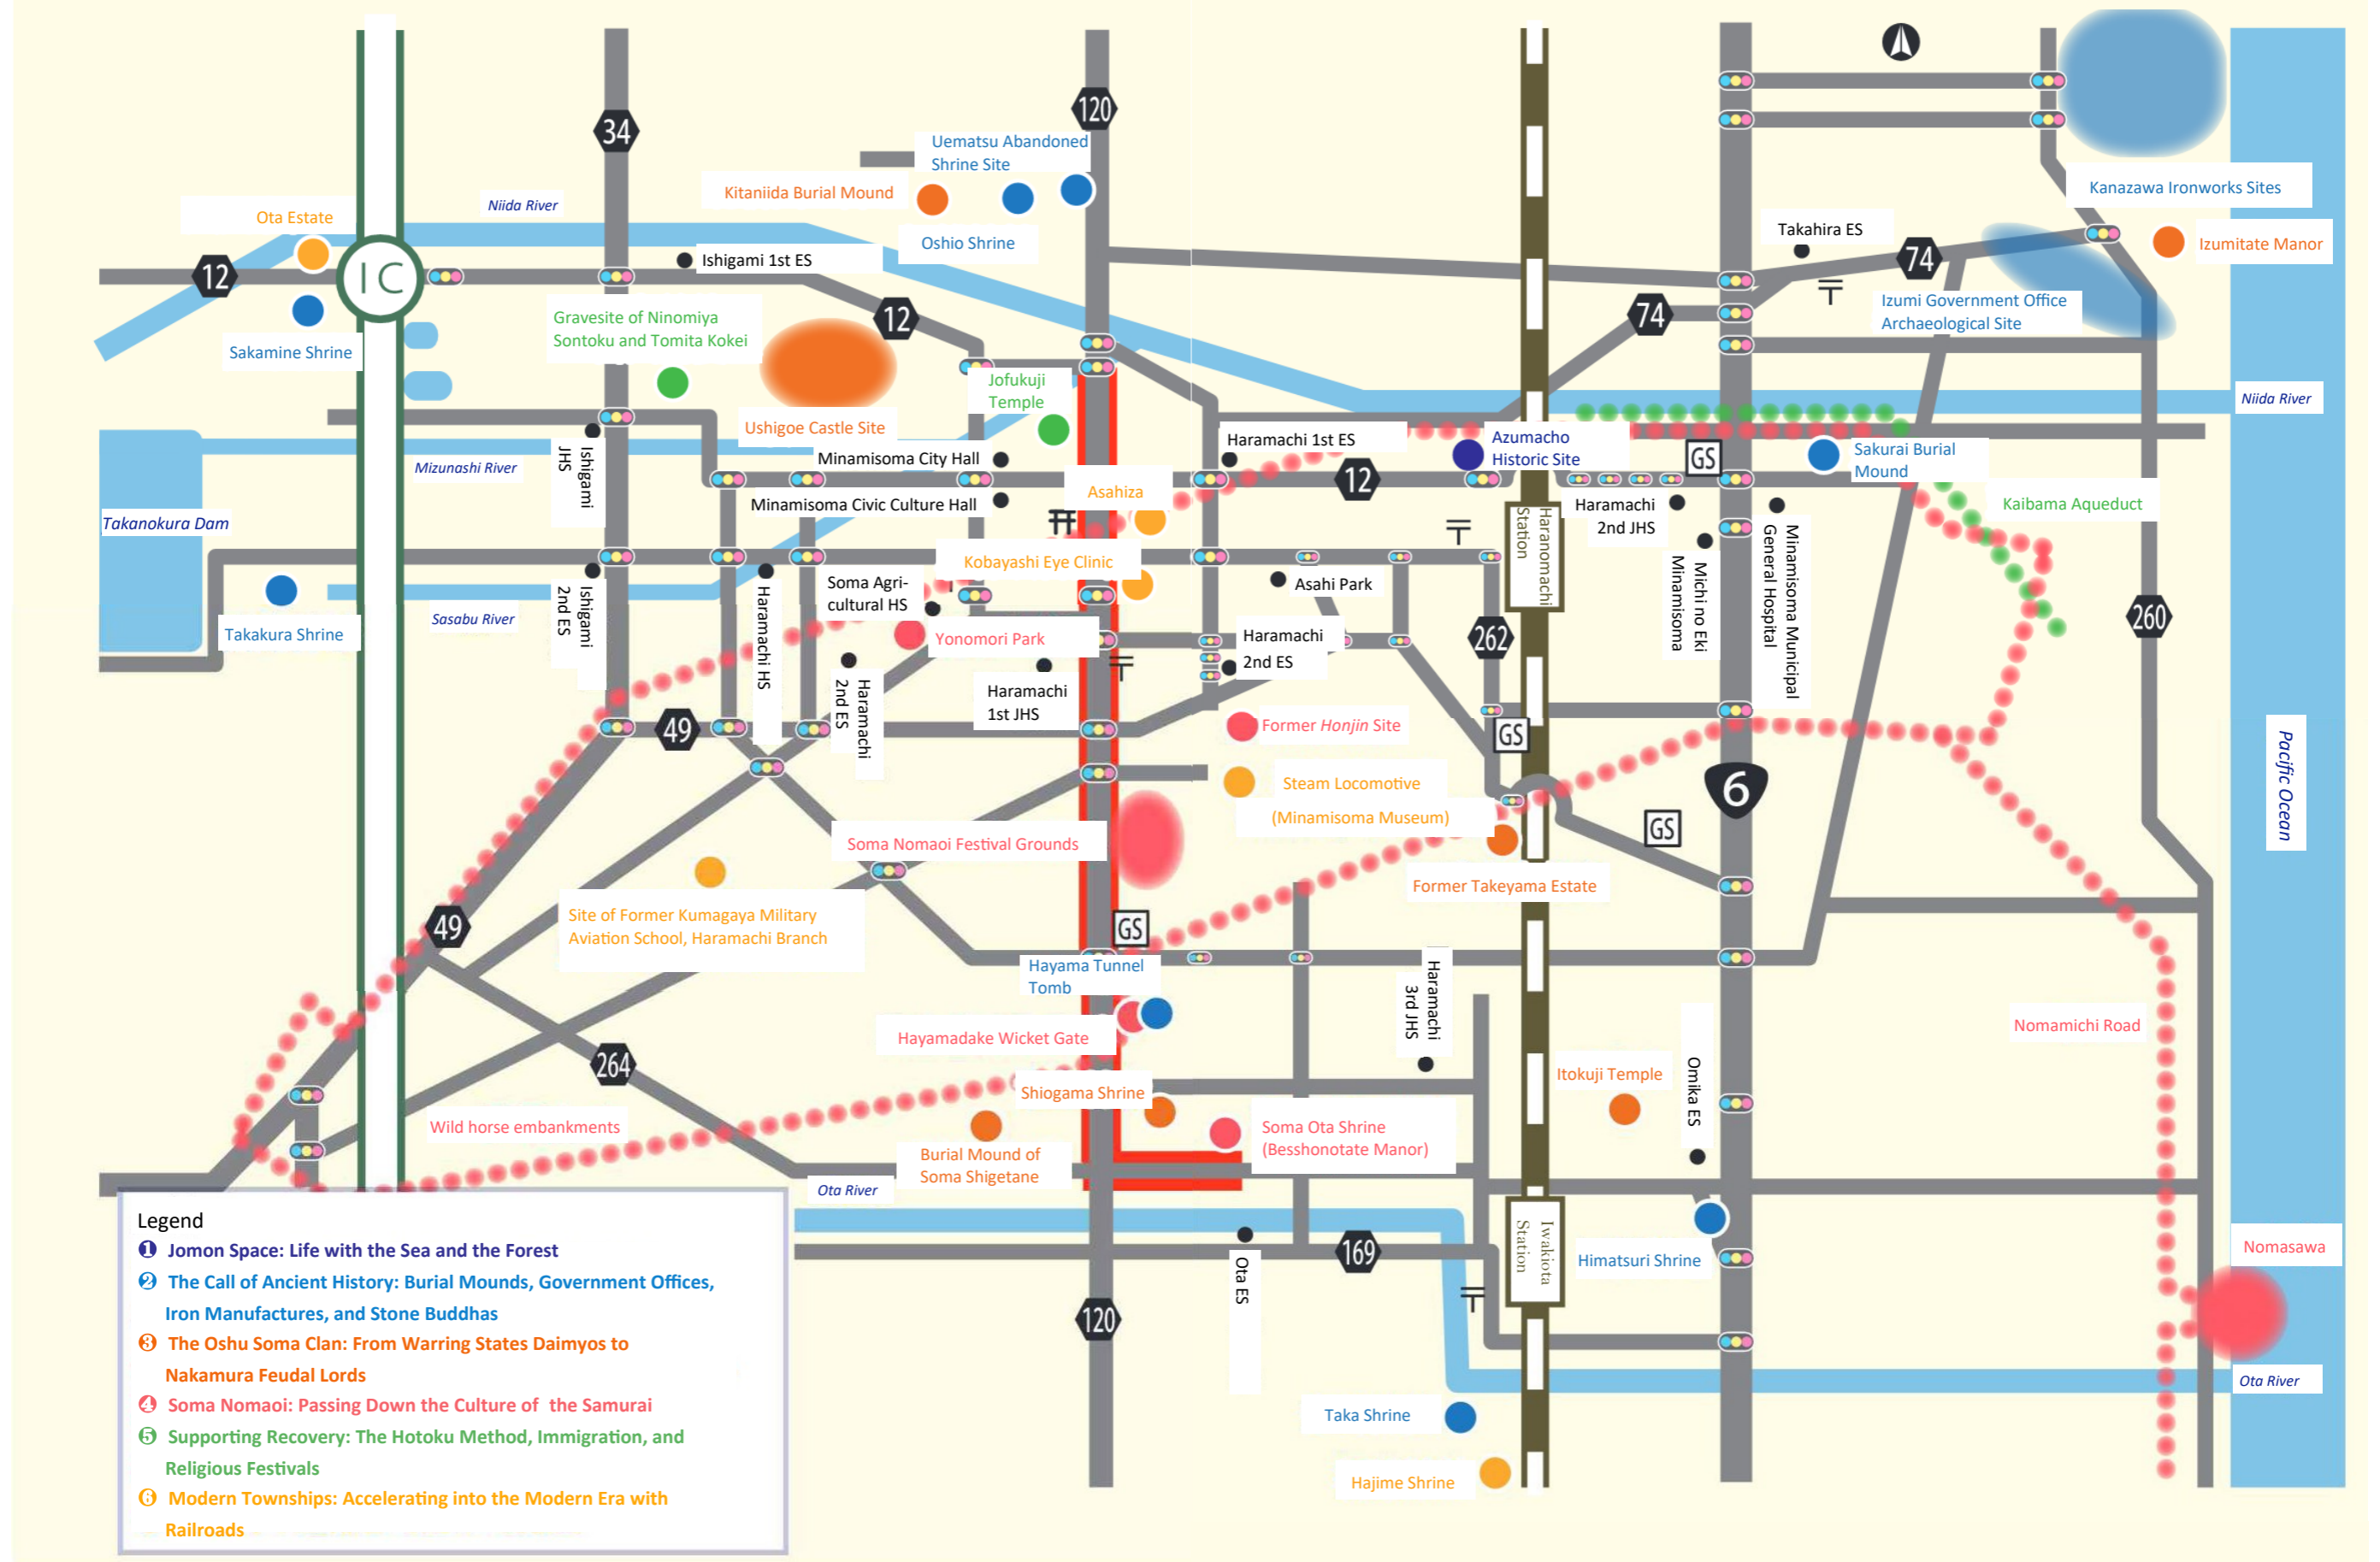 34
120
Uematsu Abandoned
Shrine Site
Kitaniida Burial Mound
Oshio Shrine
Niida River
Ota Estate
12
IC
Ishigami 1st ES
Sakamine Shrine
Gravesite of Ninomiya
Sontoku and Tomita Kokei
12
Jofukuji
Temple
Ushigoe Castle Site
Kanazawa Ironworks Sites
Takahira ES
74
Izumitate Manor
74
Izumi Government Office
Archaeological Site
Niida River
Minamisoma City Hall
Haramachi 1st ES
Azumacho
Historic Site
GS
Sakurai Burial
Mound
Mizunashi River
Ishigami
JHS
Asahiza
12
Minamisoma Civic Culture Hall
Haramachi
2nd JHS
Kaibama Aqueduct
Takanokura Dam
Haranomachi
Station
Kobayashi Eye Clinic
Minamisoma Municipal
General Hospital
Michi no Eki
Minamisoma
Soma Agri-
cultural HS
Asahi Park
Takakura Shrine
Sasabu River
Ishigami
2nd ES
Haramachi HS
Yonomori Park
Haramachi
2nd ES
262
260
Haramachi
2nd ES
Haramachi
1st JHS
49
Former Honjin Site
GS
Pacific Ocean
Steam Locomotive
(Minamisoma Museum)
6
GS
Soma Nomaoi Festival Grounds
Former Takeyama Estate
Site of Former Kumagaya Military
Aviation School, Haramachi Branch
49
GS
Hayama Tunnel
Tomb
Haramachi
3rd JHS
Hayamadake Wicket Gate
Nomamichi Road
264
Itokuji Temple
Omika ES
Shiogama Shrine
Wild horse embankments
Soma Ota Shrine
(Besshonotate Manor)
Burial Mound of
Soma Shigetane
Ota River
Iwakiota
Station
Himatsuri Shrine
Nomasawa
Ota ES
169
120
Ota River
Taka Shrine
Hajime Shrine
Legend
❶ Jomon Space: Life with the Sea and the Forest
❷ The Call of Ancient History: Burial Mounds, Government Offices,
Iron Manufactures, and Stone Buddhas
❸ The Oshu Soma Clan: From Warring States Daimyos to
Nakamura Feudal Lords
❹ Soma Nomaoi: Passing Down the Culture of the Samurai
❺ Supporting Recovery: The Hotoku Method, Immigration, and
Religious Festivals
❻ Modern Townships: Accelerating into the Modern Era with
Railroads